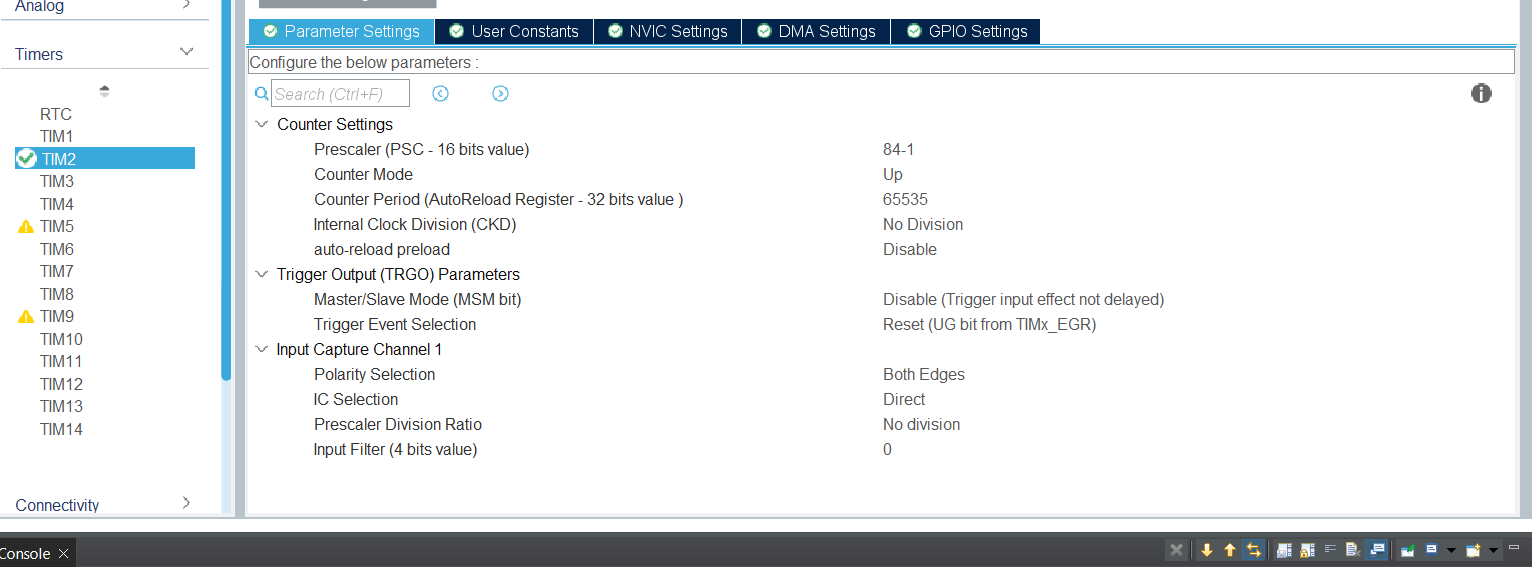 Analog
Timers
RTC
TIM1
TIM2
TIM3
TIM4
TIM5
TIM6
TIM7
TIM8
TIM9
TIM10
TIM11
TIM12
TIM13
TIM14
Connectivity
Parameter Settings
User Constants
NVIC Settings
DMA Settings
GPIO Settings
Configure the below parameters :
Search (Ctrl+F)
Counter Settings
Prescaler (PSC - 16 bits value) 84-1
Counter Mode Up
Counter Period (AutoReload Register - 32 bits value ) 65535
Internal Clock Division (CKD) No Division
auto-reload preload Disable
Trigger Output (TRGO) Parameters
Master/Slave Mode (MSM bit) Disable (Trigger input effect not delayed)
Trigger Event Selection Reset (UG bit from TIMx_EGR)
Input Capture Channel 1
Polarity Selection Both Edges
IC Selection Direct
Prescaler Division Ratio No division
Input Filter (4 bits value) 0
Console